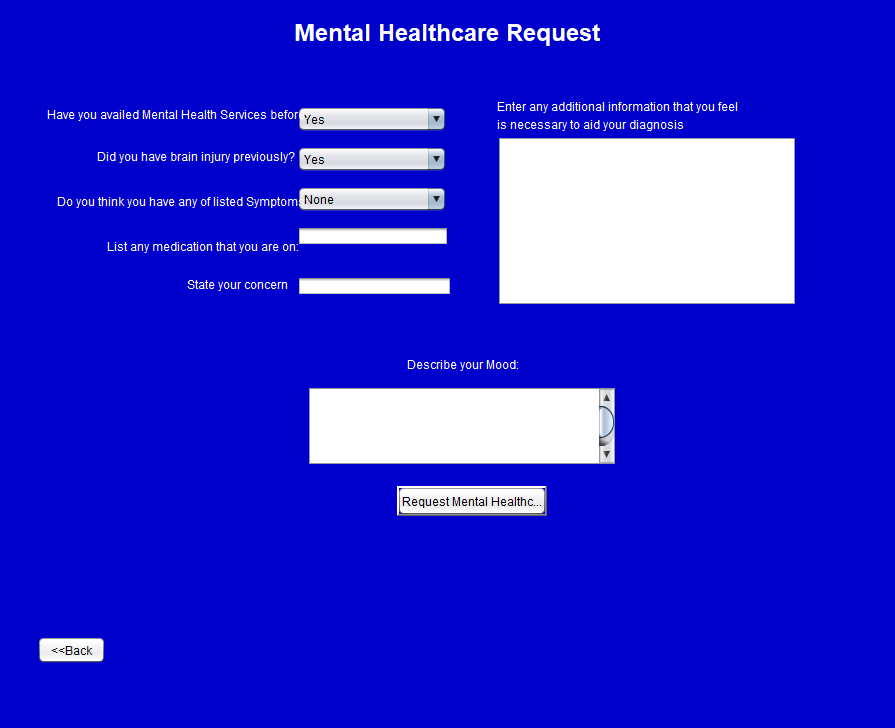 Mental Healthcare Request
Have you availed Mental Health Services befor
Yes
Did you have brain injury previously?
Yes
Do you think you have any of listed Symptoms
None
List any medication that you are on:
State your concern
Enter any additional information that you feel
is necessary to aid your diagnosis
Describe your Mood:
Request Mental Healthc...
<<Back